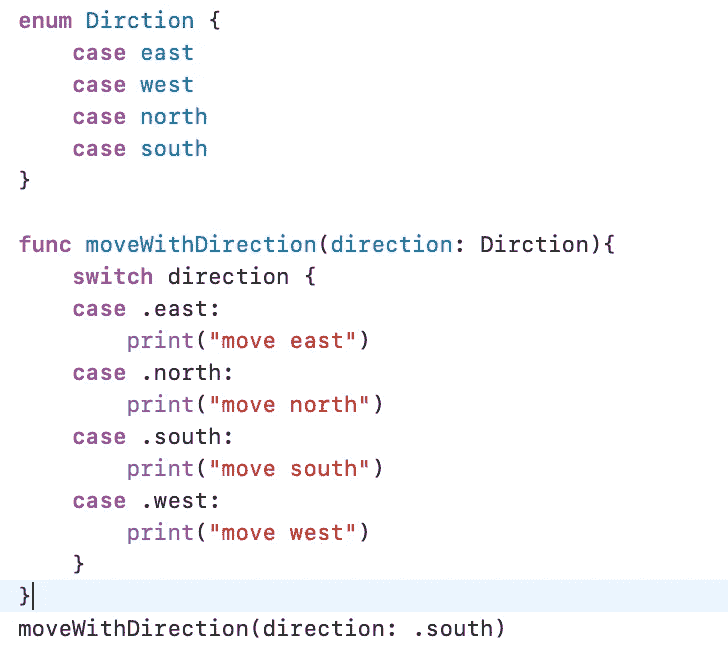 enum Dirction {
    case east
    case west
    case north
    case south
}

func moveWithDirection(direction: Dirction){
    switch direction {
    case .east:
        print("move east")
    case .north:
        print("move north")
    case .south:
        print("move south")
    case .west:
        print("move west")
    }
}
moveWithDirection(direction: .south)